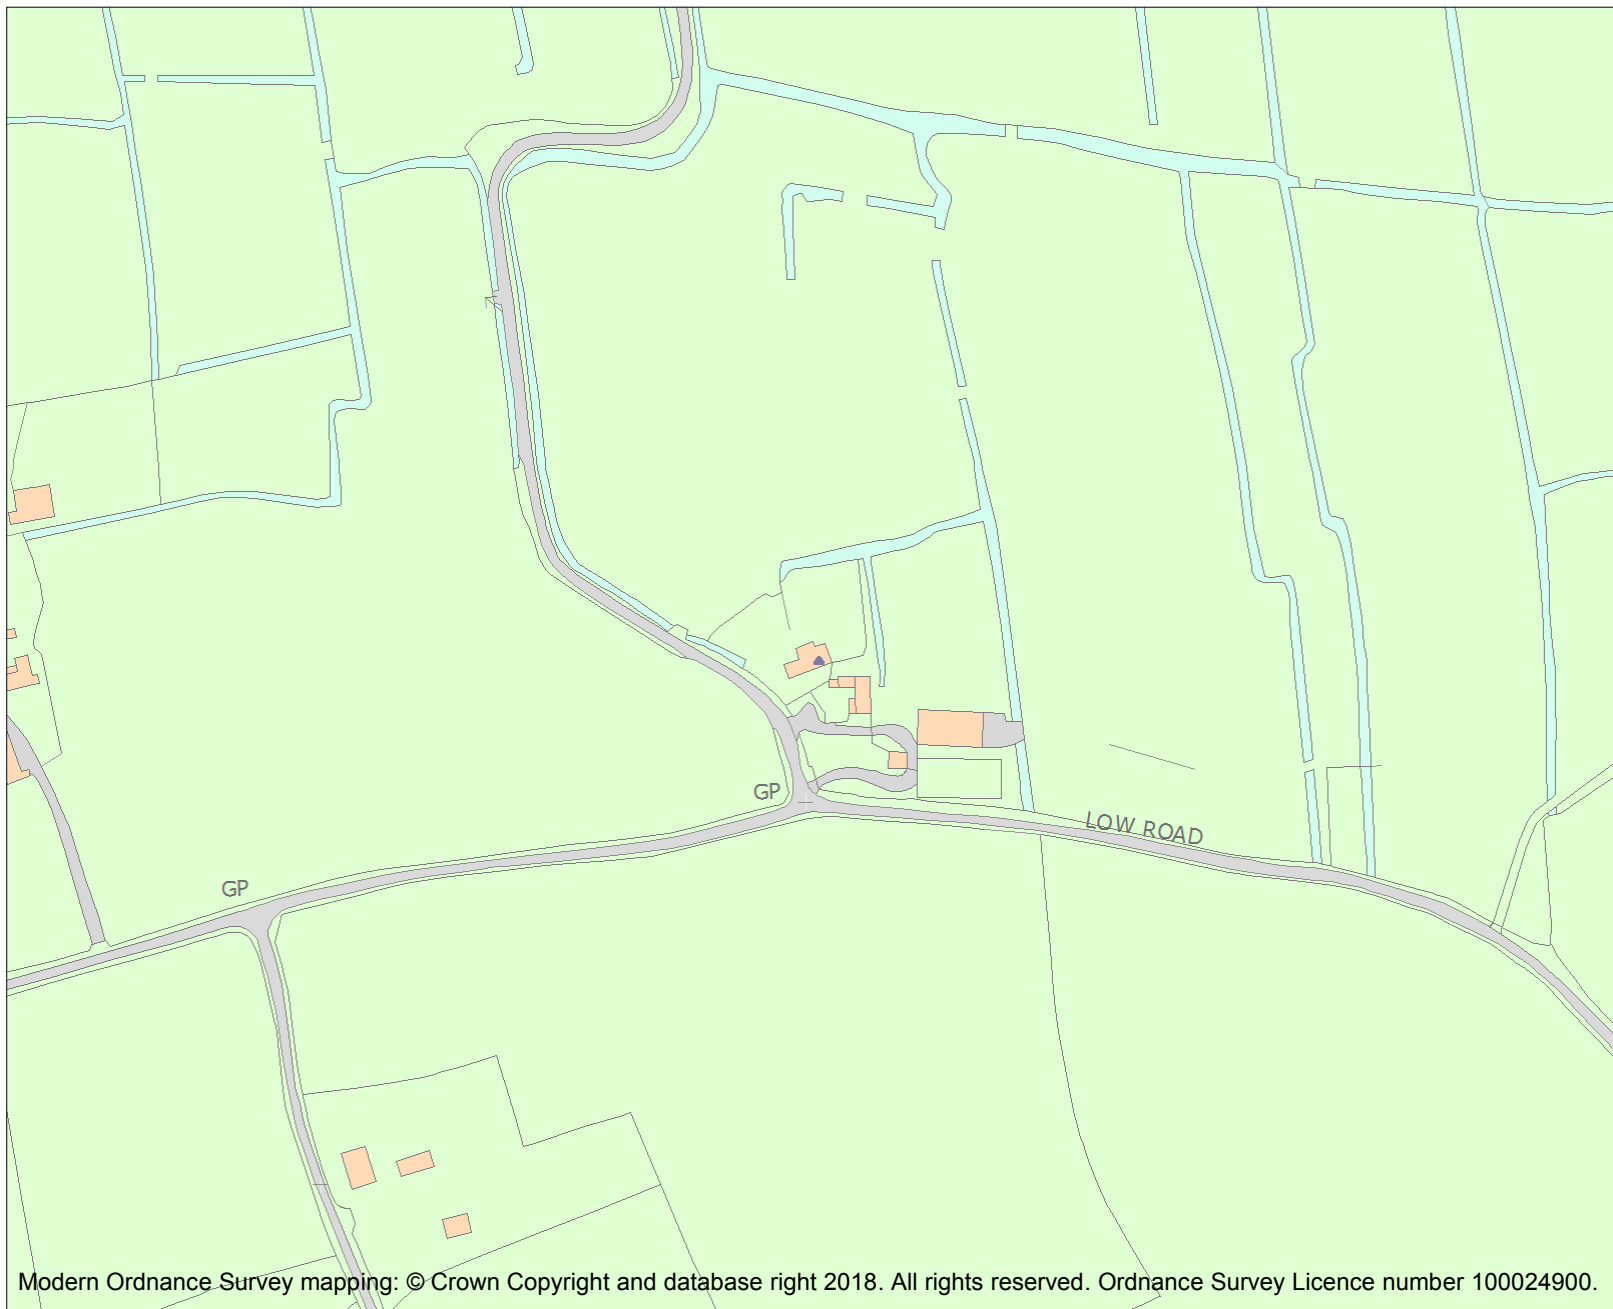 GP
LOW ROAD
GP
Modern Ordnance Survey mapping: © Crown Copyright and database right 2018. All rights reserved. Ordnance Survey Licence number 100024900.